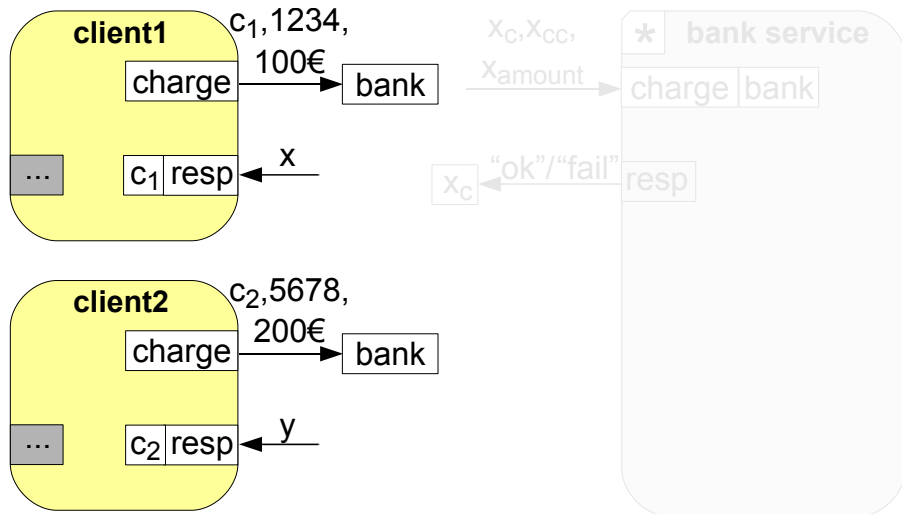 client1
c1,1234,
100€
charge
bank
x
...
c1 resp
client2
c2,5678,
200€
charge
bank
y
...
c2 resp
xC,xCC,
xamount
* bank service
charge bank
"ok"/"fail"
xC
resp